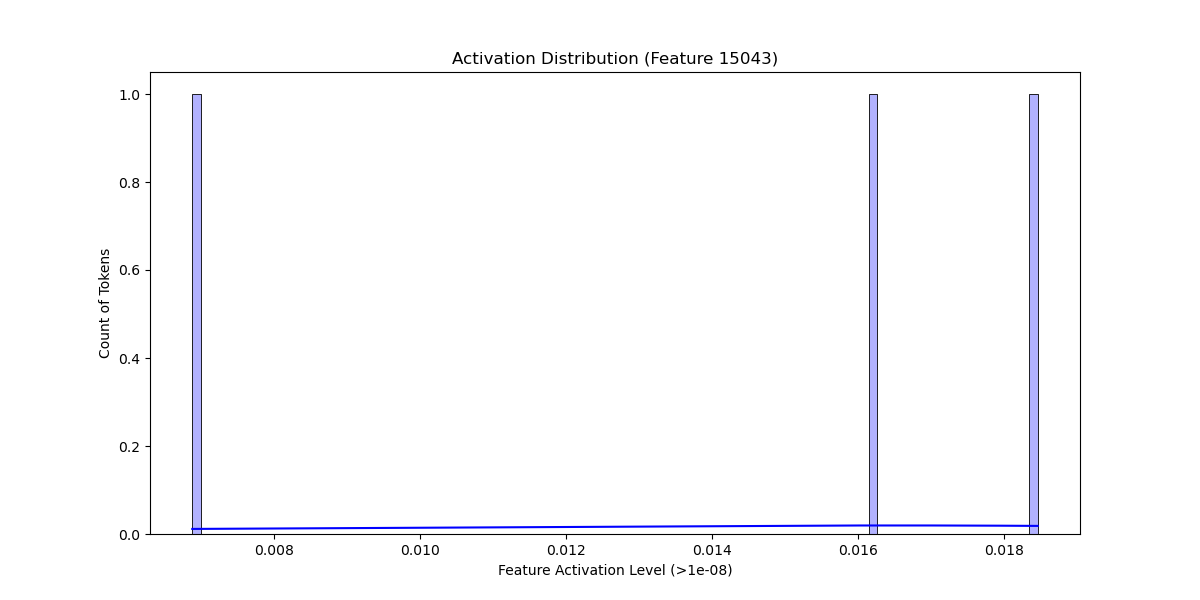 Activation Distribution (Feature 15043)
1.0
0.8
0.6
0.4
0.2
0.0
Count of Tokens
0.008 0.010 0.012 0.014 0.016 0.018
Feature Activation Level (>1e-08)